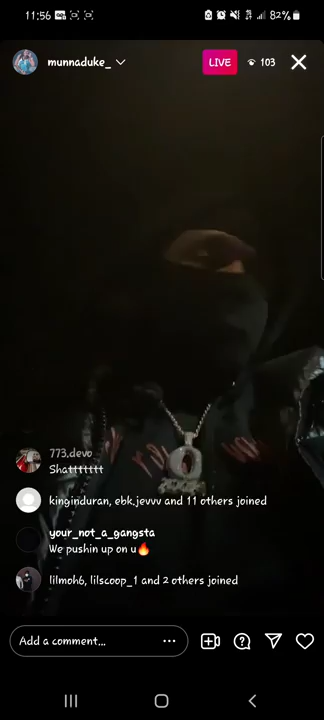 11:56
82%
munnaduke_
LIVE
103
773.devo
Shattttttt
kinginduran, ebk.jevvv and 11 others joined
your_not_a_gangsta
We pushin up on u🔥
lilmoh6, lilscoop_1 and 2 others joined
Add a comment...